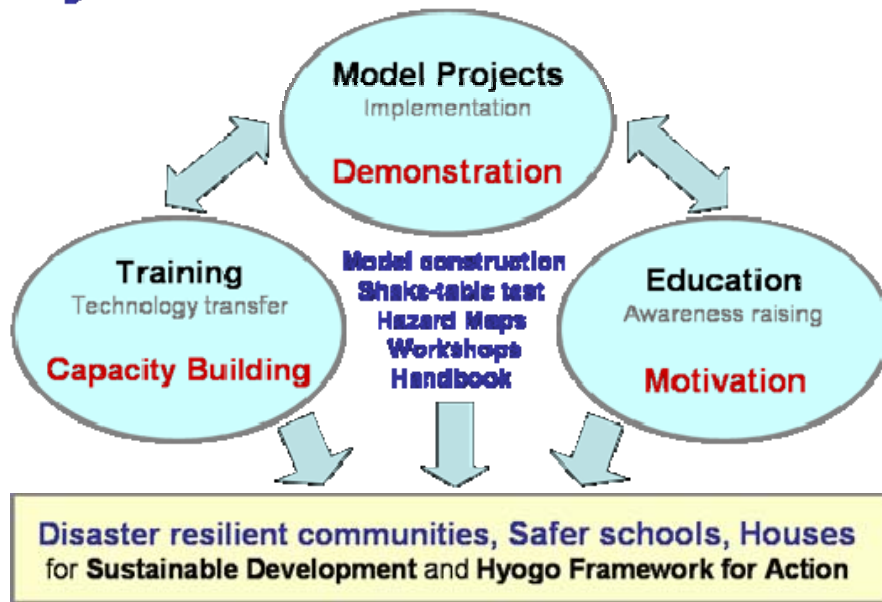 Model Projects
Implementation
Demonstration
Training
Technology transfer
Capacity Building
Model construction
Shake-table test
Hazard Maps
Workshops
Handbook
Education
Awareness raising
Motivation
Disaster resilient communities, Safer schools, Houses
for Sustainable Development and Hyogo Framework for Action